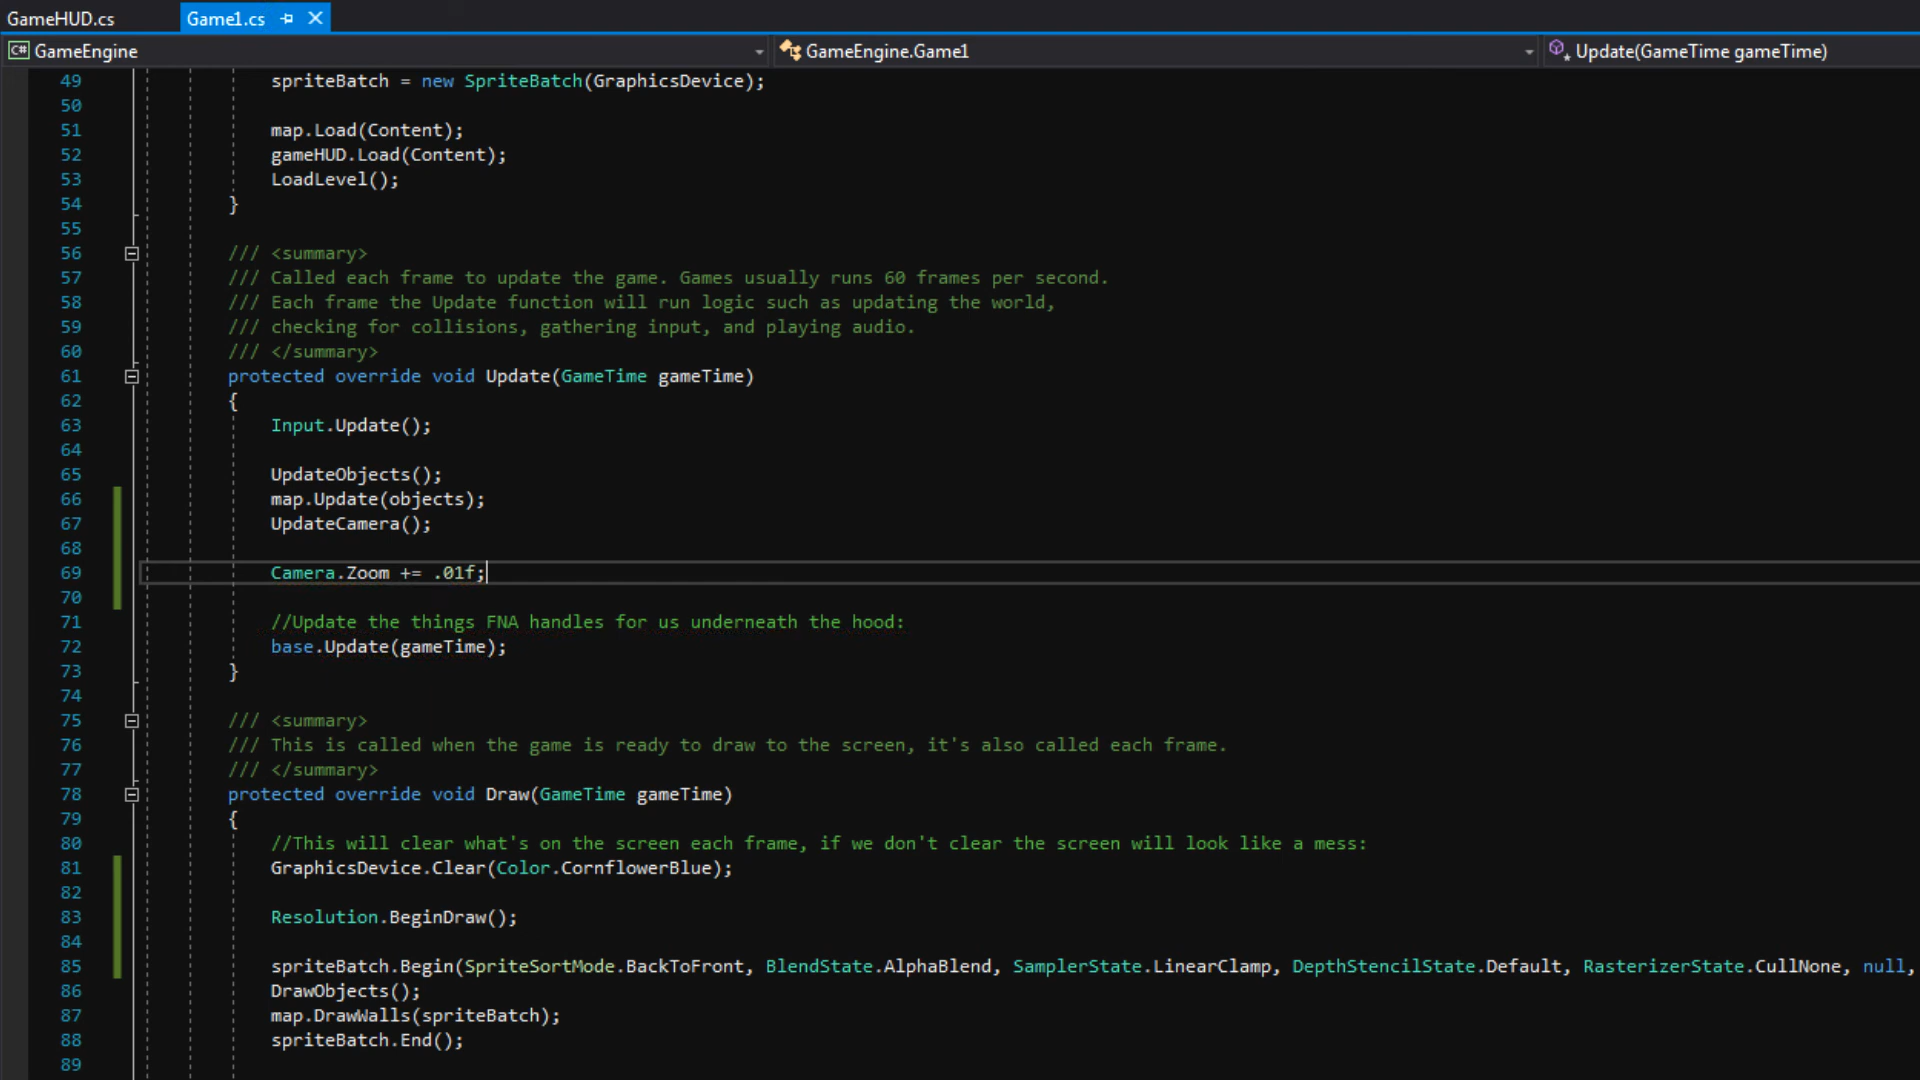 GameHUD.cs Game1.cs
C# GameEngine GameEngine.Game1 Update(GameTime gameTime)
49 spriteBatch = new SpriteBatch(GraphicsDevice);
50
51 map.Load(Content);
52 gameHUD.Load(Content);
53 LoadLevel();
54 }
55
56 /// <summary>
57 /// Called each frame to update the game. Games usually runs 60 frames per second.
58 /// Each frame the Update function will run logic such as updating the world,
59 /// checking for collisions, gathering input, and playing audio.
60 /// </summary>
61 protected override void Update(GameTime gameTime)
62 {
63 Input.Update();
64
65 UpdateObjects();
66 map.Update(objects);
67 UpdateCamera();
68
69 Camera.Zoom += .01f;
70
71 //Update the things FNA handles for us underneath the hood:
72 base.Update(gameTime);
73 }
74
75 /// <summary>
76 /// This is called when the game is ready to draw to the screen, it's also called each frame.
77 /// </summary>
78 protected override void Draw(GameTime gameTime)
79 {
80 //This will clear what's on the screen each frame, if we don't clear the screen will look like a mess:
81 GraphicsDevice.Clear(Color.CornflowerBlue);
82
83 Resolution.BeginDraw();
84
85 spriteBatch.Begin(SpriteSortMode.BackToFront, BlendState.AlphaBlend, SamplerState.LinearClamp, DepthStencilState.Default, RasterizerState.CullNone, null,
86 DrawObjects();
87 map.DrawWalls(spriteBatch);
88 spriteBatch.End();
89